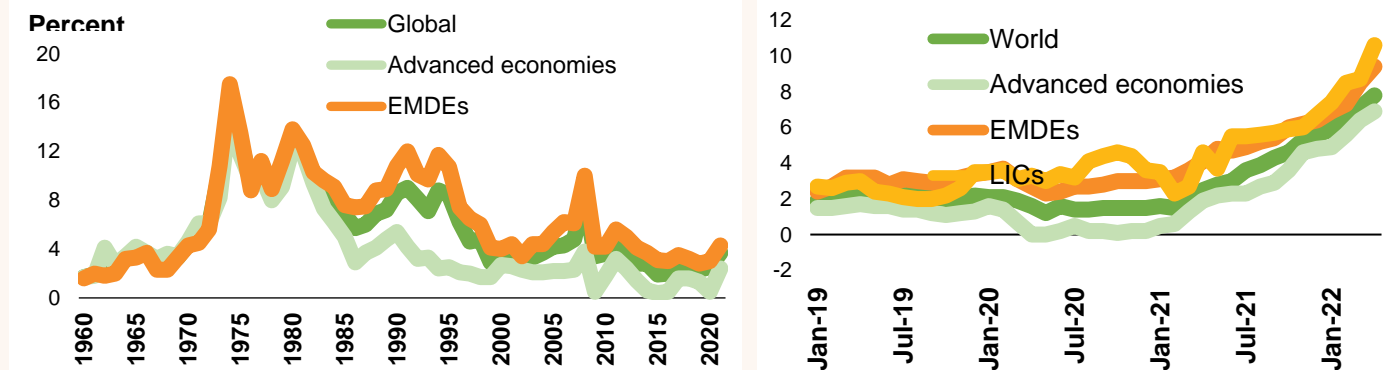 Percent
20
16
12
8
4
0
Global
Advanced economies
EMDEs
1960
1965
1970
1975
1980
1985
1990
1995
2000
2005
2010
2015
2020
12
10
8
6
4
2
0
-2
World
Advanced economies
EMDEs
LICs
Jan-19
Jul-19
Jan-20
Jul-20
Jan-21
Jul-21
Jan-22